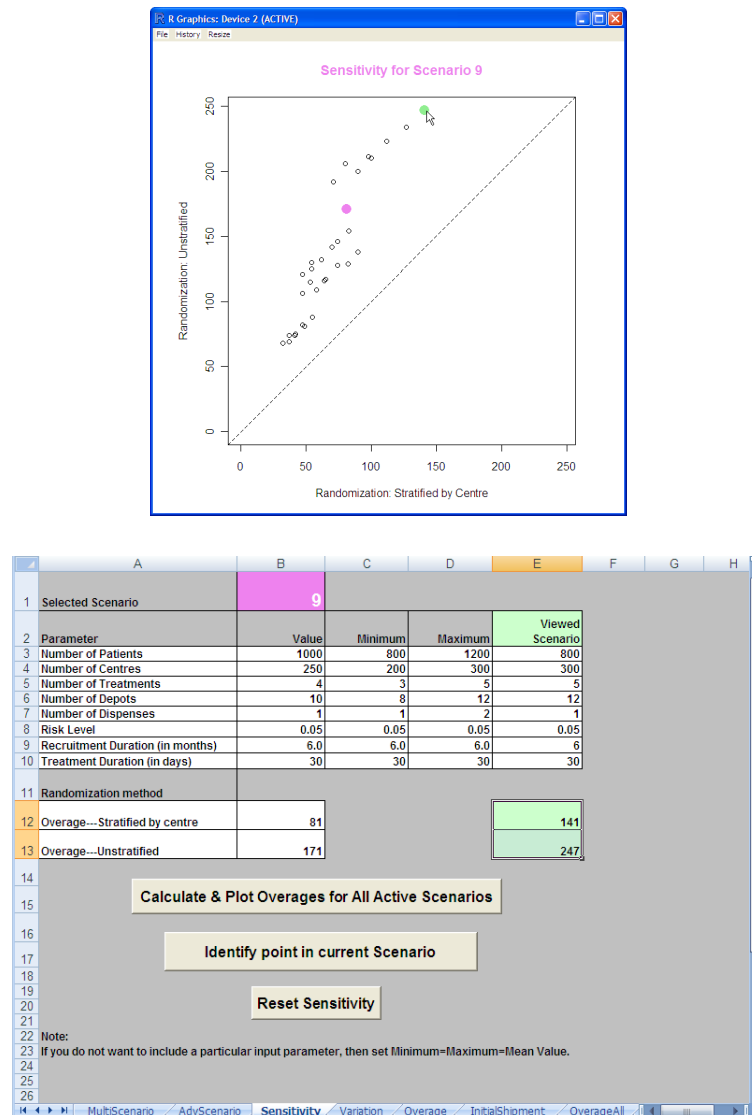 R Graphics: Device 2 (ACTIVE)
File History Resize
Sensitivity for Scenario 9
Randomization: Unstratified
250
200
150
100
50
0
0 50 100 150 200 250
Randomization: Stratified by Centre
A B C D E F G H
1 Selected Scenario 9
2 Parameter Value Minimum Maximum Viewed Scenario
3 Number of Patients 1000 800 1200 800
4 Number of Centres 250 200 300 300
5 Number of Treatments 4 3 5 5
6 Number of Depots 10 8 12 12
7 Number of Dispenses 1 1 2 1
8 Risk Level 0.05 0.05 0.05 0.05
9 Recruitment Duration (in months) 6.0 6.0 6.0 6
10 Treatment Duration (in days) 30 30 30 30
11 Randomization method
12 Overage---Stratified by centre 81 141
13 Overage---Unstratified 171 247
14
15 Calculate & Plot Overages for All Active Scenarios
16
17 Identify point in current Scenario
18
19
20 Reset Sensitivity
21
22 Note:
23 If you do not want to include a particular input parameter, then set Minimum=Maximum=Mean Value.
24
25
26
MultiScenario AdvScenario Sensitivity Variation Overage InitialShipment OverageAll